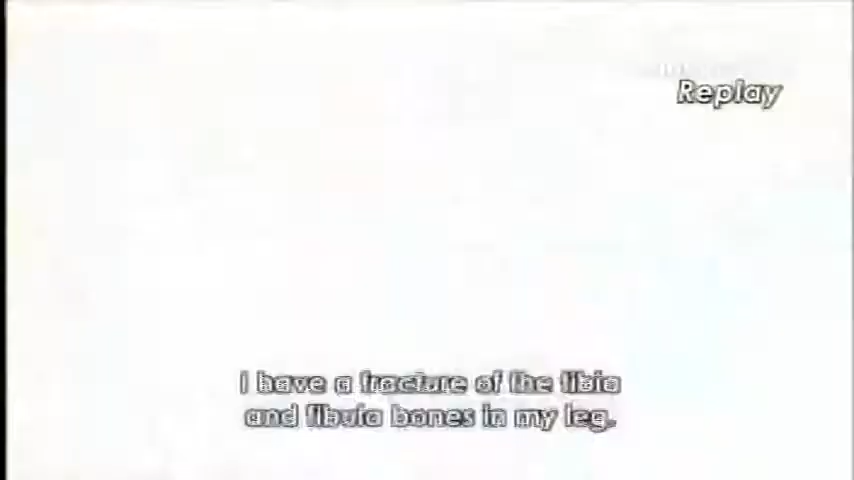 Replay
I have a fracture of the tibia
and fibula bones in my leg.